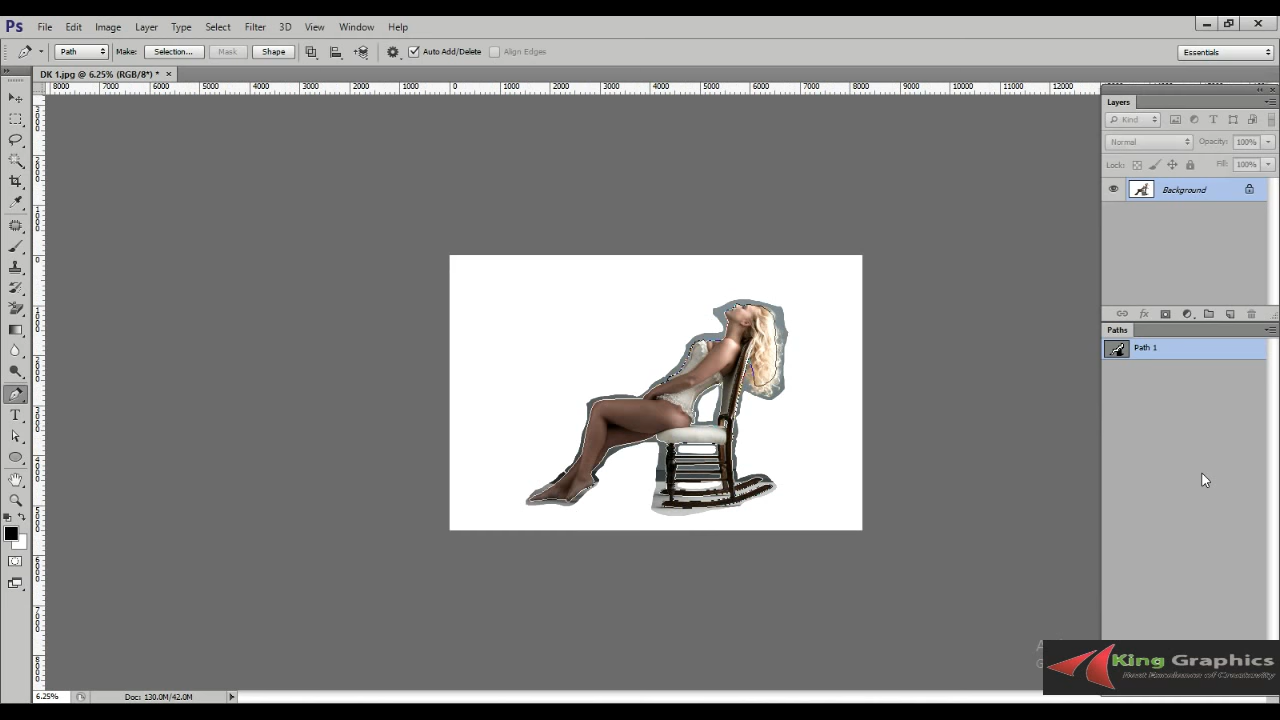 Ps File Edit Image Layer Type Select Filter 3D View Window Help
Path Make: Selection... Mask Shape Auto Add/Delete Align Edges Essentials
DK 1.jpg @ 6.25% (RGB/8*) * ×
8000 7000 6000 5000 4000 3000 2000 1000 0 1000 2000 3000 4000 5000 6000 7000 8000 9000 10000 11000 12000
Layers
Kind
Normal Opacity: 100%
Lock: Fill: 100%
Background
fx
Paths
Path 1
King Graphics
6.25% Doc: 130.0M/42.0M